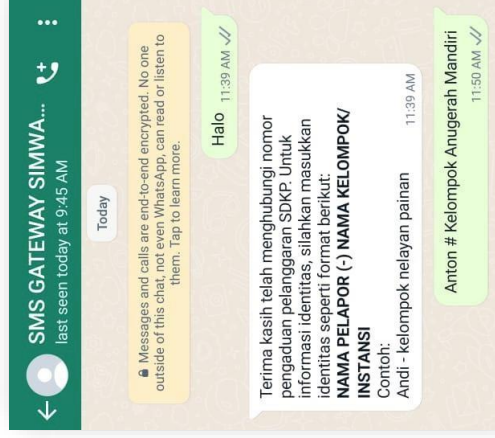 SMS GATEWAY SIMWA...
last seen today at 9:45 AM
Today
Messages and calls are end-to-end encrypted. No one
outside of this chat, not even WhatsApp, can read or listen to
them. Tap to learn more.
Halo 11:39 AM
Terima kasih telah menghubungi nomor
pengaduan pelanggaran SDKP. Untuk
informasi identitas, silahkan masukkan
identitas seperti format berikut:
NAMA PELAPOR (-) NAMA KELOMPOK/
INSTANSI
Contoh:
Andi - kelompok nelayan painan
11:39 AM
Anton # Kelompok Anugerah Mandiri
11:50 AM